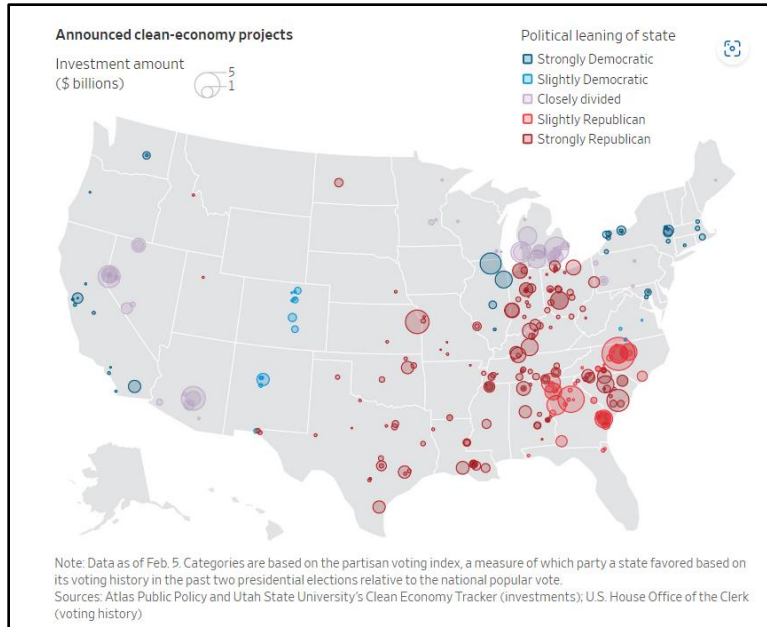 Announced clean-economy projects
Investment amount
($ billions)
5
1
Political leaning of state
Strongly Democratic
Slightly Democratic
Closely divided
Slightly Republican
Strongly Republican
Note: Data as of Feb. 5. Categories are based on the partisan voting index, a measure of which party a state favored based on
its voting history in the past two presidential elections relative to the national popular vote.
Sources: Atlas Public Policy and Utah State University's Clean Economy Tracker (investments); U.S. House Office of the Clerk
(voting history)